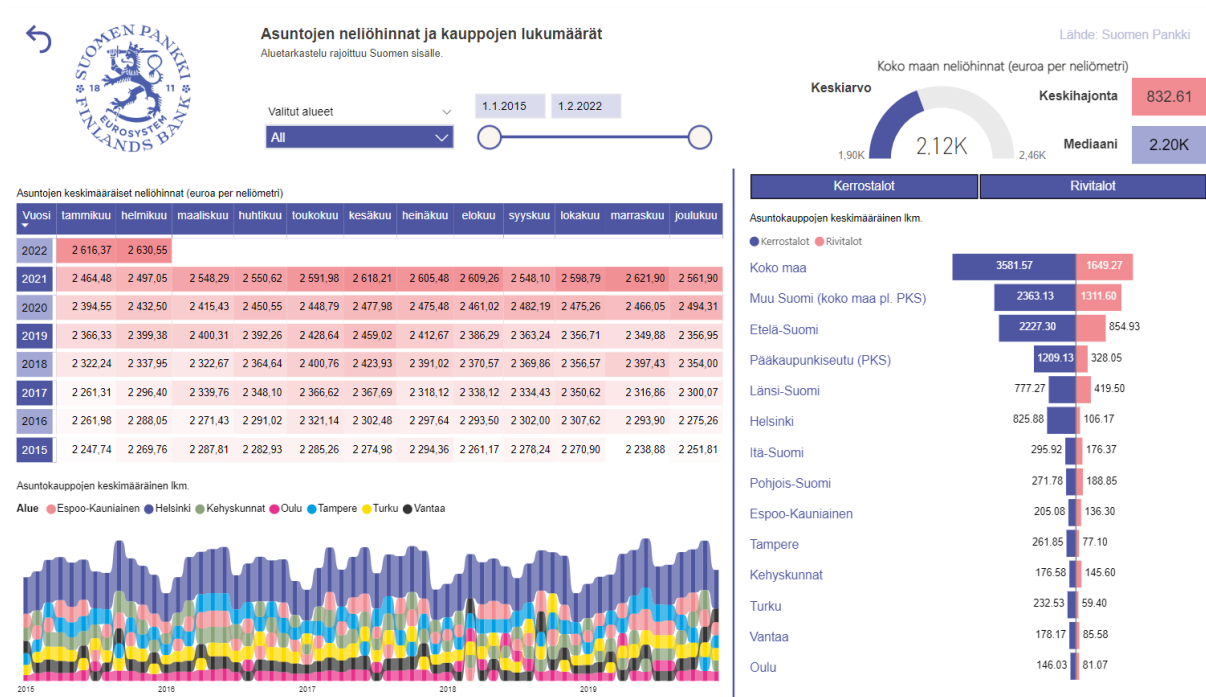 SUOMEN PANKKI
18 11
EUROSYSTEM
FINLANDS BANK
Asuntojen neliöhinnat ja kauppojen lukumäärät
Aluetarkastelu rajoittuu Suomen sisälle.
Lähde: Suomen Pankki
Valitut alueet
All
1.1.2015 1.2.2022
Koko maan neliöhinnat (euroa per neliömetri)
Keskiarvo
1,90K 2,12K 2,46K
Keskihajonta 832.61
Mediaani 2.20K
Asuntojen keskimääräiset neliöhinnat (euroa per neliömetri)
Vuosi tammikuu helmikuu maaliskuu huhtikuu toukokuu kesäkuu heinäkuu elokuu syyskuu lokakuu marraskuu joulukuu
2022 2 616,37 2 630,55
2021 2 464,48 2 497,05 2 548,29 2 550,62 2 591,98 2 618,21 2 605,48 2 609,26 2 548,10 2 598,79 2 621,90 2 561,90
2020 2 394,55 2 432,50 2 415,43 2 450,55 2 448,79 2 477,98 2 475,48 2 461,02 2 482,19 2 475,26 2 466,05 2 494,31
2019 2 366,33 2 399,38 2 400,31 2 392,26 2 428,64 2 459,02 2 412,67 2 386,29 2 363,24 2 356,71 2 349,88 2 356,95
2018 2 322,24 2 337,95 2 322,67 2 364,64 2 400,76 2 423,93 2 391,02 2 370,57 2 369,86 2 356,57 2 397,43 2 354,00
2017 2 261,31 2 296,40 2 339,76 2 348,10 2 366,62 2 367,69 2 318,12 2 338,12 2 334,43 2 350,62 2 316,86 2 300,07
2016 2 261,98 2 288,05 2 271,43 2 291,02 2 321,14 2 302,48 2 297,64 2 293,50 2 302,00 2 307,62 2 293,90 2 275,26
2015 2 247,74 2 269,76 2 287,81 2 282,93 2 285,26 2 274,98 2 294,36 2 261,17 2 278,24 2 270,90 2 238,88 2 251,81
Asuntokauppojen keskimääräinen lkm.
Alue Espoo-Kauniainen Helsinki Kehyskunnat Oulu Tampere Turku Vantaa
2015 2016 2017 2018 2019
Kerrostalot Rivitalot
Asuntokauppojen keskimääräinen lkm.
Kerrostalot Rivitalot
Koko maa 3581.57 1649.27
Muu Suomi (koko maa pl. PKS) 2363.13 1311.60
Etelä-Suomi 2227.30 854.93
Pääkaupunkiseutu (PKS) 1209.13 328.05
Länsi-Suomi 777.27 419.50
Helsinki 825.88 106.17
Itä-Suomi 295.92 176.37
Pohjois-Suomi 271.78 188.85
Espoo-Kauniainen 205.08 136.30
Tampere 261.85 77.10
Kehyskunnat 176.58 145.60
Turku 232.53 59.40
Vantaa 178.17 85.58
Oulu 146.03 81.07